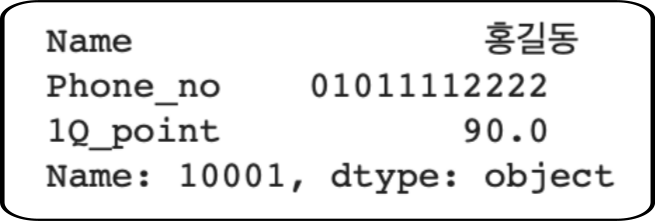 Name 홍길동
Phone_no 01011112222
1Q_point 90.0
Name: 10001, dtype: object